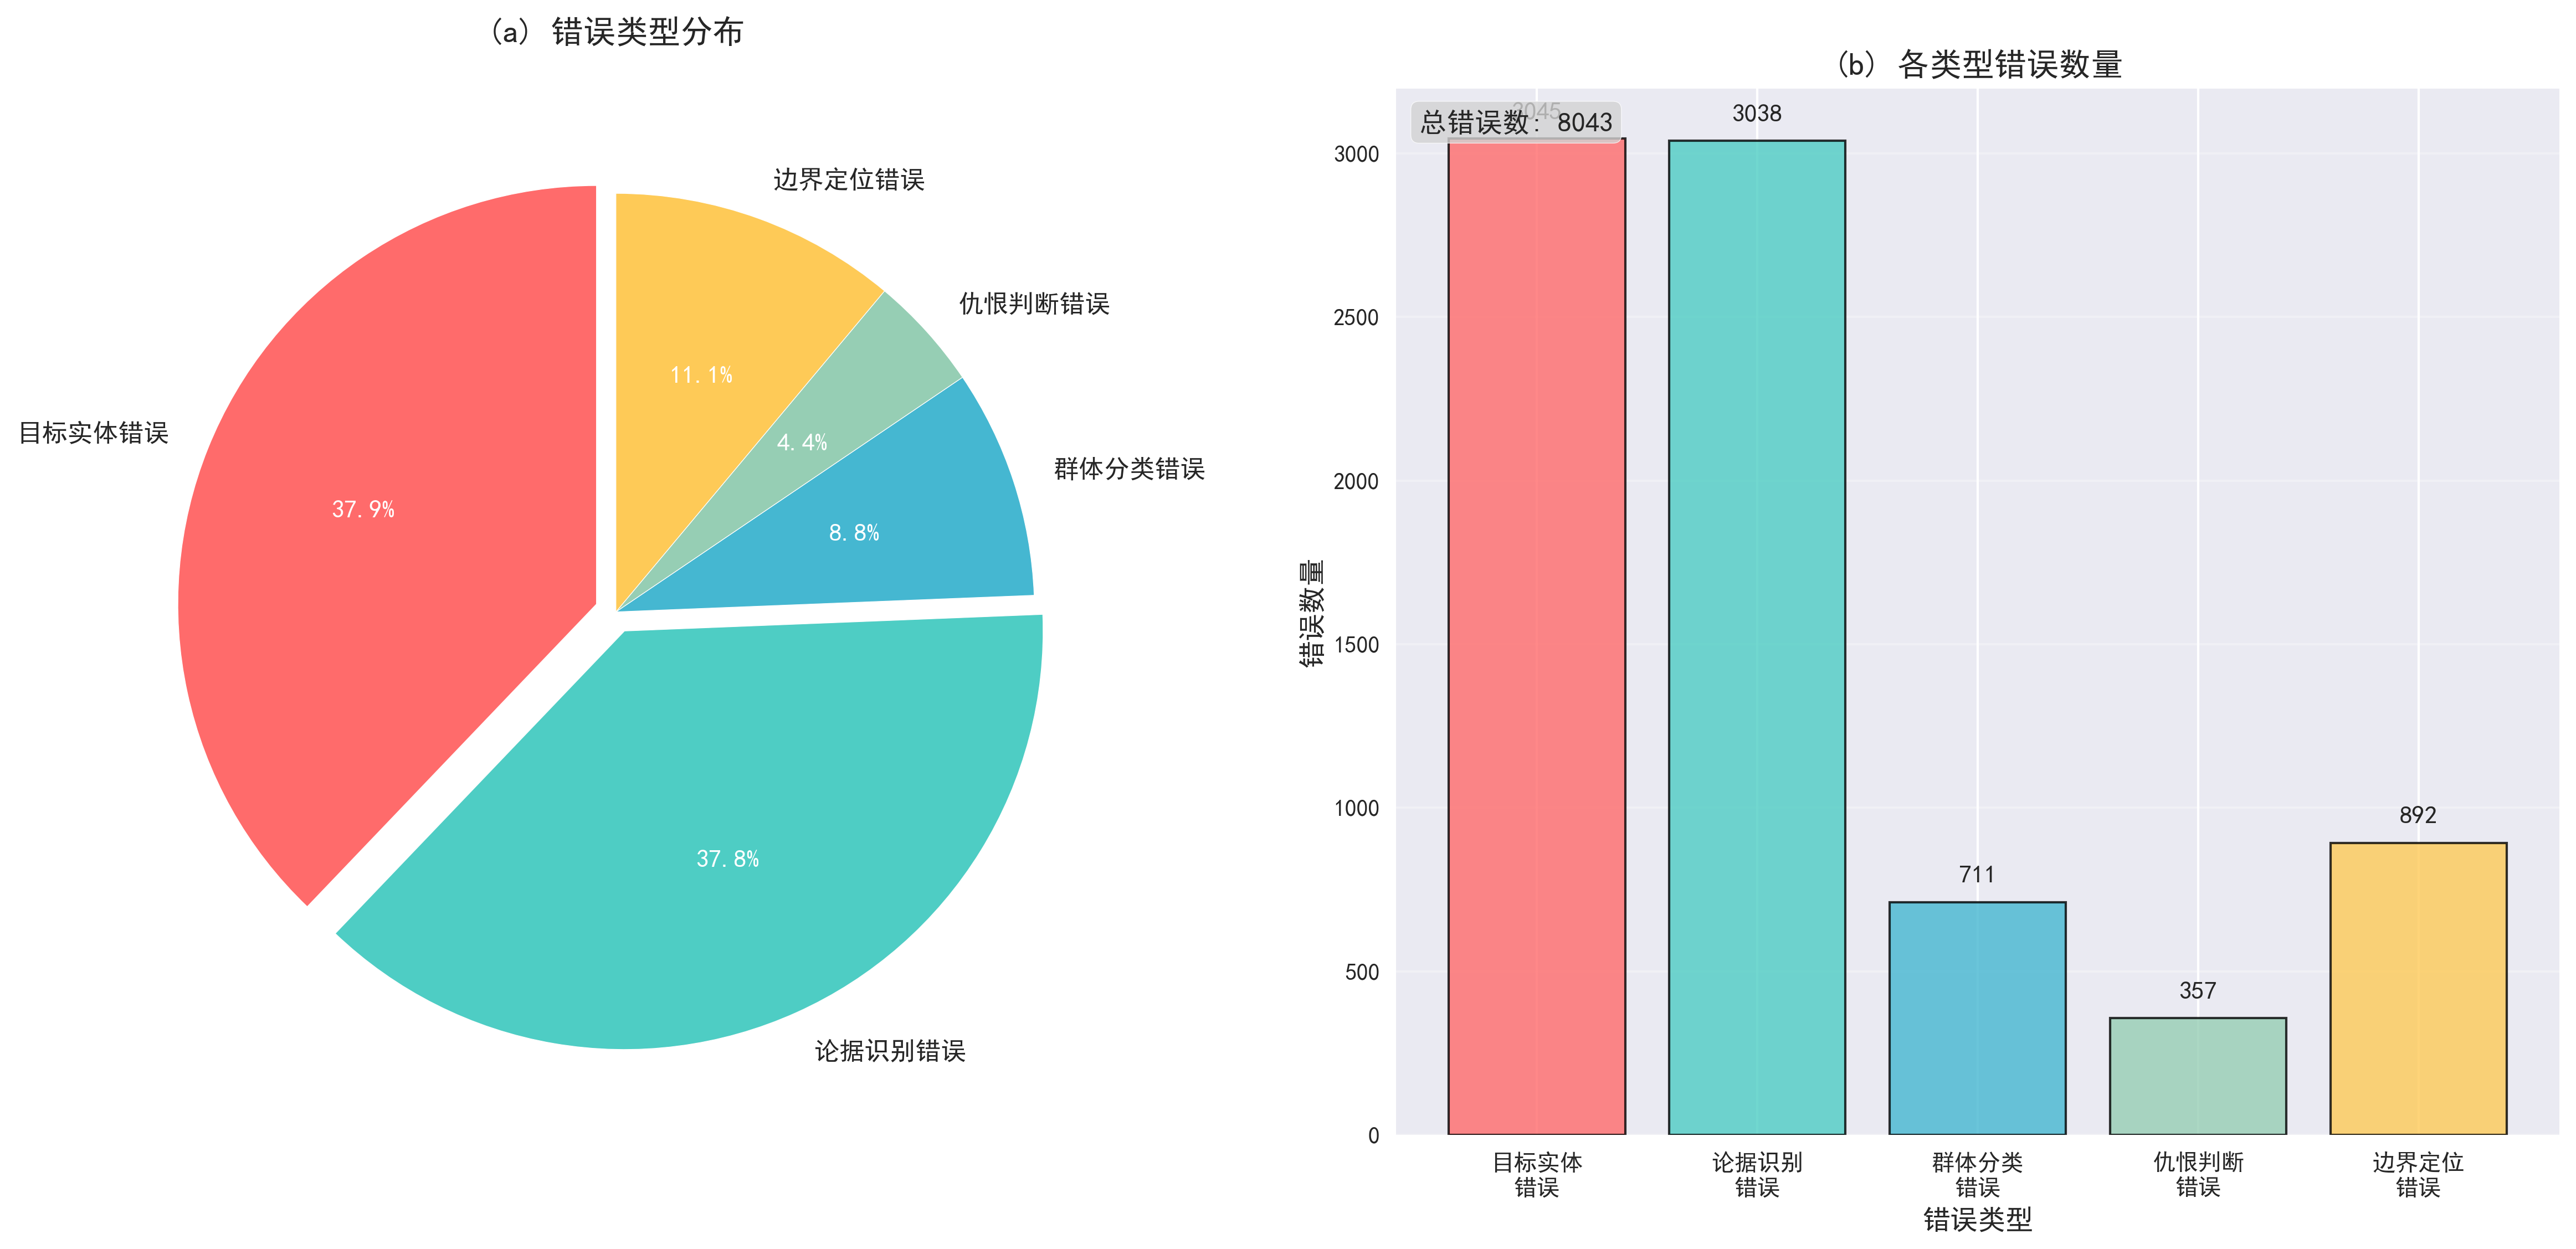 (a) 错误类型分布
边界定位错误
仇恨判断错误
11.1%
目标实体错误
4.4%
群体分类错误
37.9%
8.8%
37.8%
论据识别错误
(b) 各类型错误数量
3045
总错误数: 8043
3038
3000
2500
2000
1500
1000
500
0
错误数量
892
711
357
目标实体
错误
论据识别
错误
群体分类
错误
仇恨判断
错误
边界定位
错误
错误类型